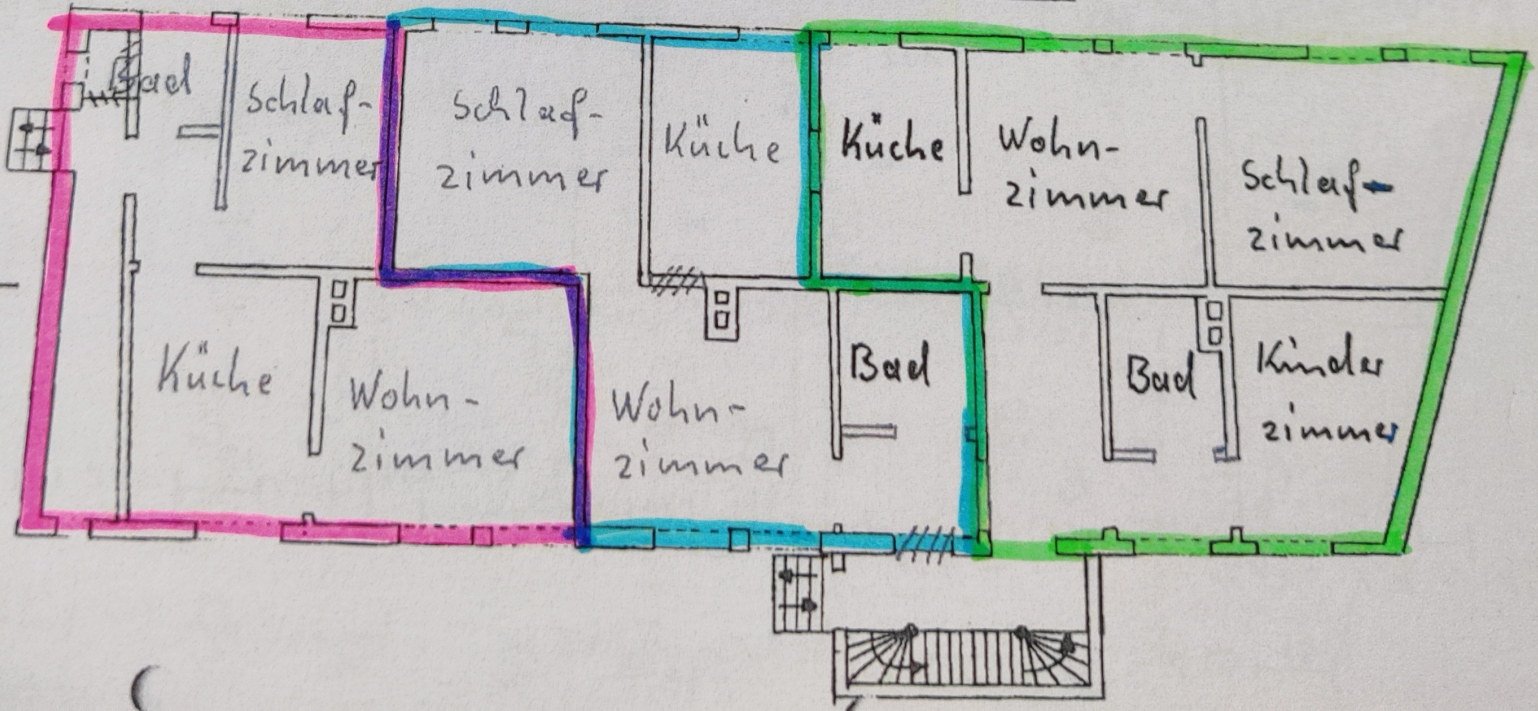 Bad
Schlaf-
zimmer
Schlaf-
zimmer
Küche
Küche
Wohn-
zimmer
Schlaf-
zimmer
Küche
Wohn-
zimmer
Wohn-
zimmer
Bad
Bad
Kinder
zimmer